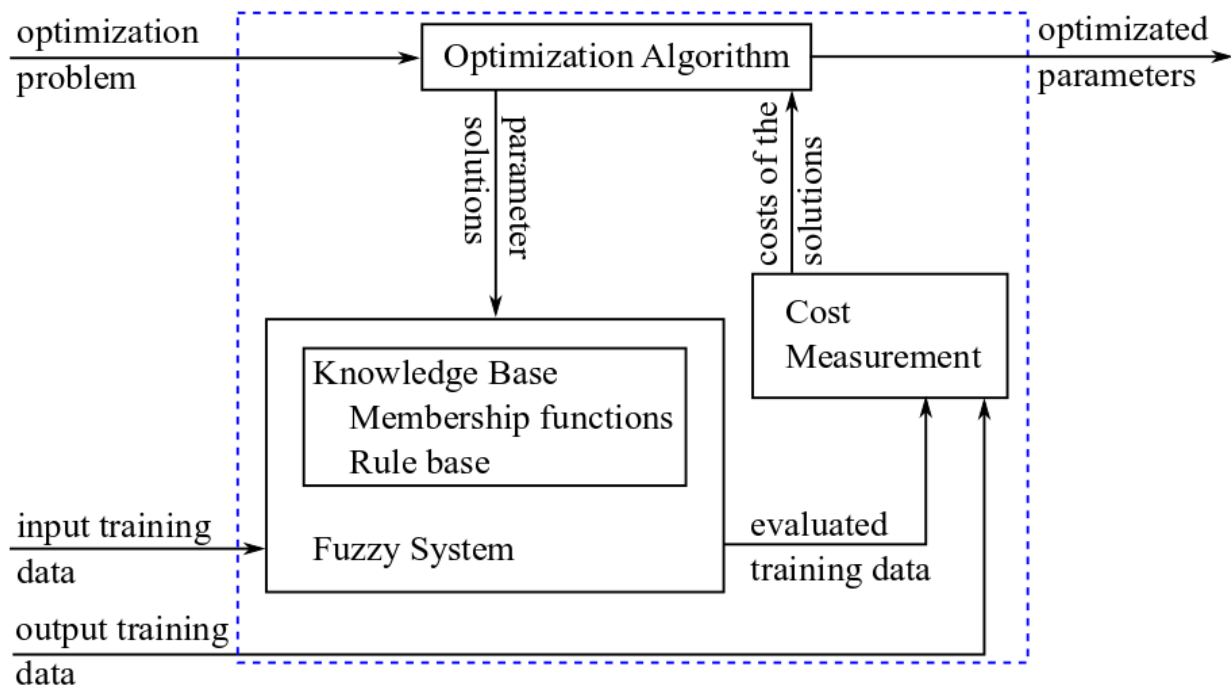 optimization
problem
Optimization Algorithm
optimizated
parameters
parameter
solutions
costs of the
solutions
Cost
Measurement
Knowledge Base
Membership functions
Rule base
Fuzzy System
input training
data
evaluated
training data
output training
data